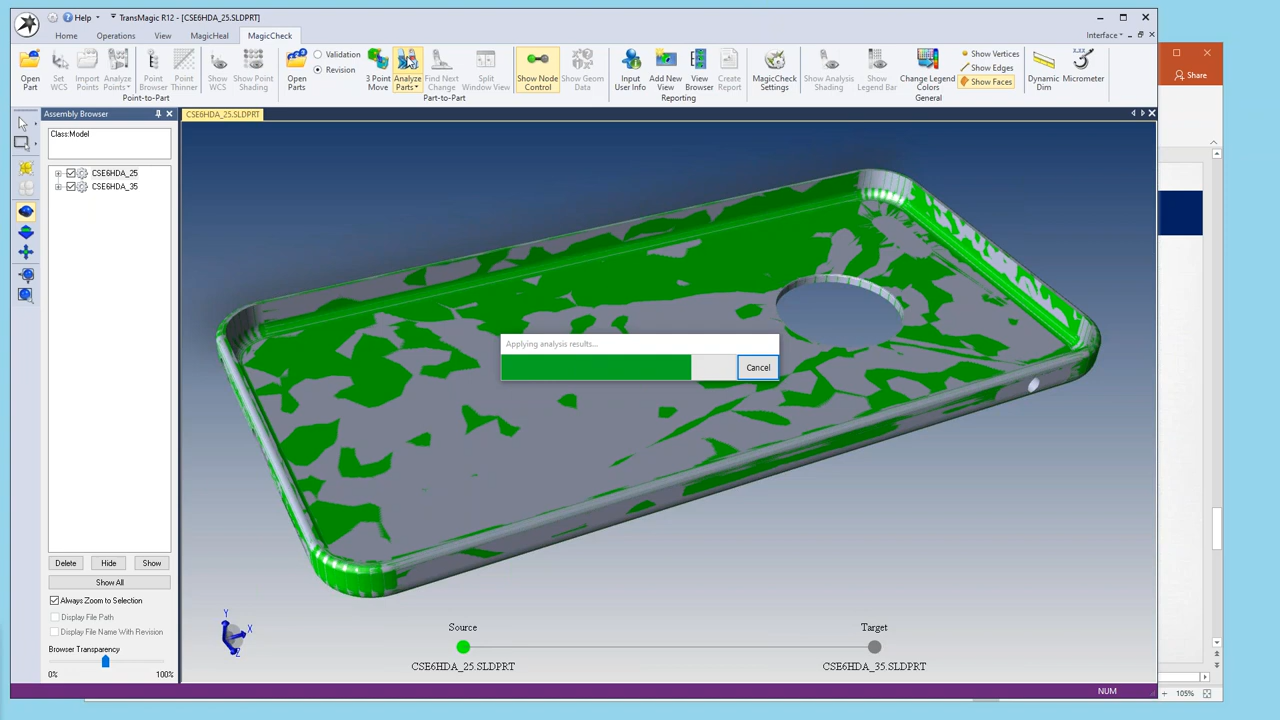 Help
TransMagic R12 - [CSE6HDA_25.SLDPRT]
Home
Operations
View
MagicHeal
MagicCheck
Interface
Open Part
Set WCS
Import Points
Analyze Points
Point Browser
Point Thinner
Show WCS
Show Point Shading
Open Parts
Validation
Revision
3 Point Move
Analyze Parts
Find Next Change
Split Window View
Show Node Control
Show Geom Data
Input User Info
Add New View
View Browser
Create Report
MagicCheck Settings
Show Analysis Shading
Show Legend Bar
Change Legend Colors
Show Vertices
Show Edges
Show Faces
Dynamic Dim
Micrometer
Point-to-Part
Part-to-Part
Reporting
General
Share
Assembly Browser
CSE6HDA_25.SLDPRT
Class:Model
CSE6HDA_25
CSE6HDA_35
Applying analysis results...
Cancel
Delete
Hide
Show
Show All
Always Zoom to Selection
Display File Path
Display File Name With Revision
Browser Transparency
0%
100%
Y
X
Z
Source
Target
CSE6HDA_25.SLDPRT
CSE6HDA_35.SLDPRT
NUM
105%